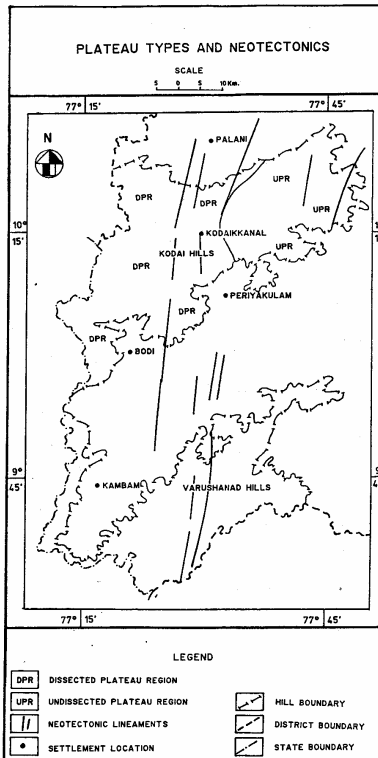 PLATEAU TYPES AND NEOTECTONICS
SCALE
5 0 5 10 Km.
77° 15' 77° 45'
N
PALANI
UPR
DPR DPR UPR
10° 15'
KODAIKKANAL
UPR
KODAI HILLS
DPR
PERIYAKULAM
DPR
DPR
BODI
9° 45'
KAMBAM
VARUSHANAD HILLS
77° 15' 77° 45'
LEGEND
DPR DISSECTED PLATEAU REGION
UPR UNDISSECTED PLATEAU REGION
HILL BOUNDARY
NEOTECTONIC LINEAMENTS
DISTRICT BOUNDARY
SETTLEMENT LOCATION
STATE BOUNDARY